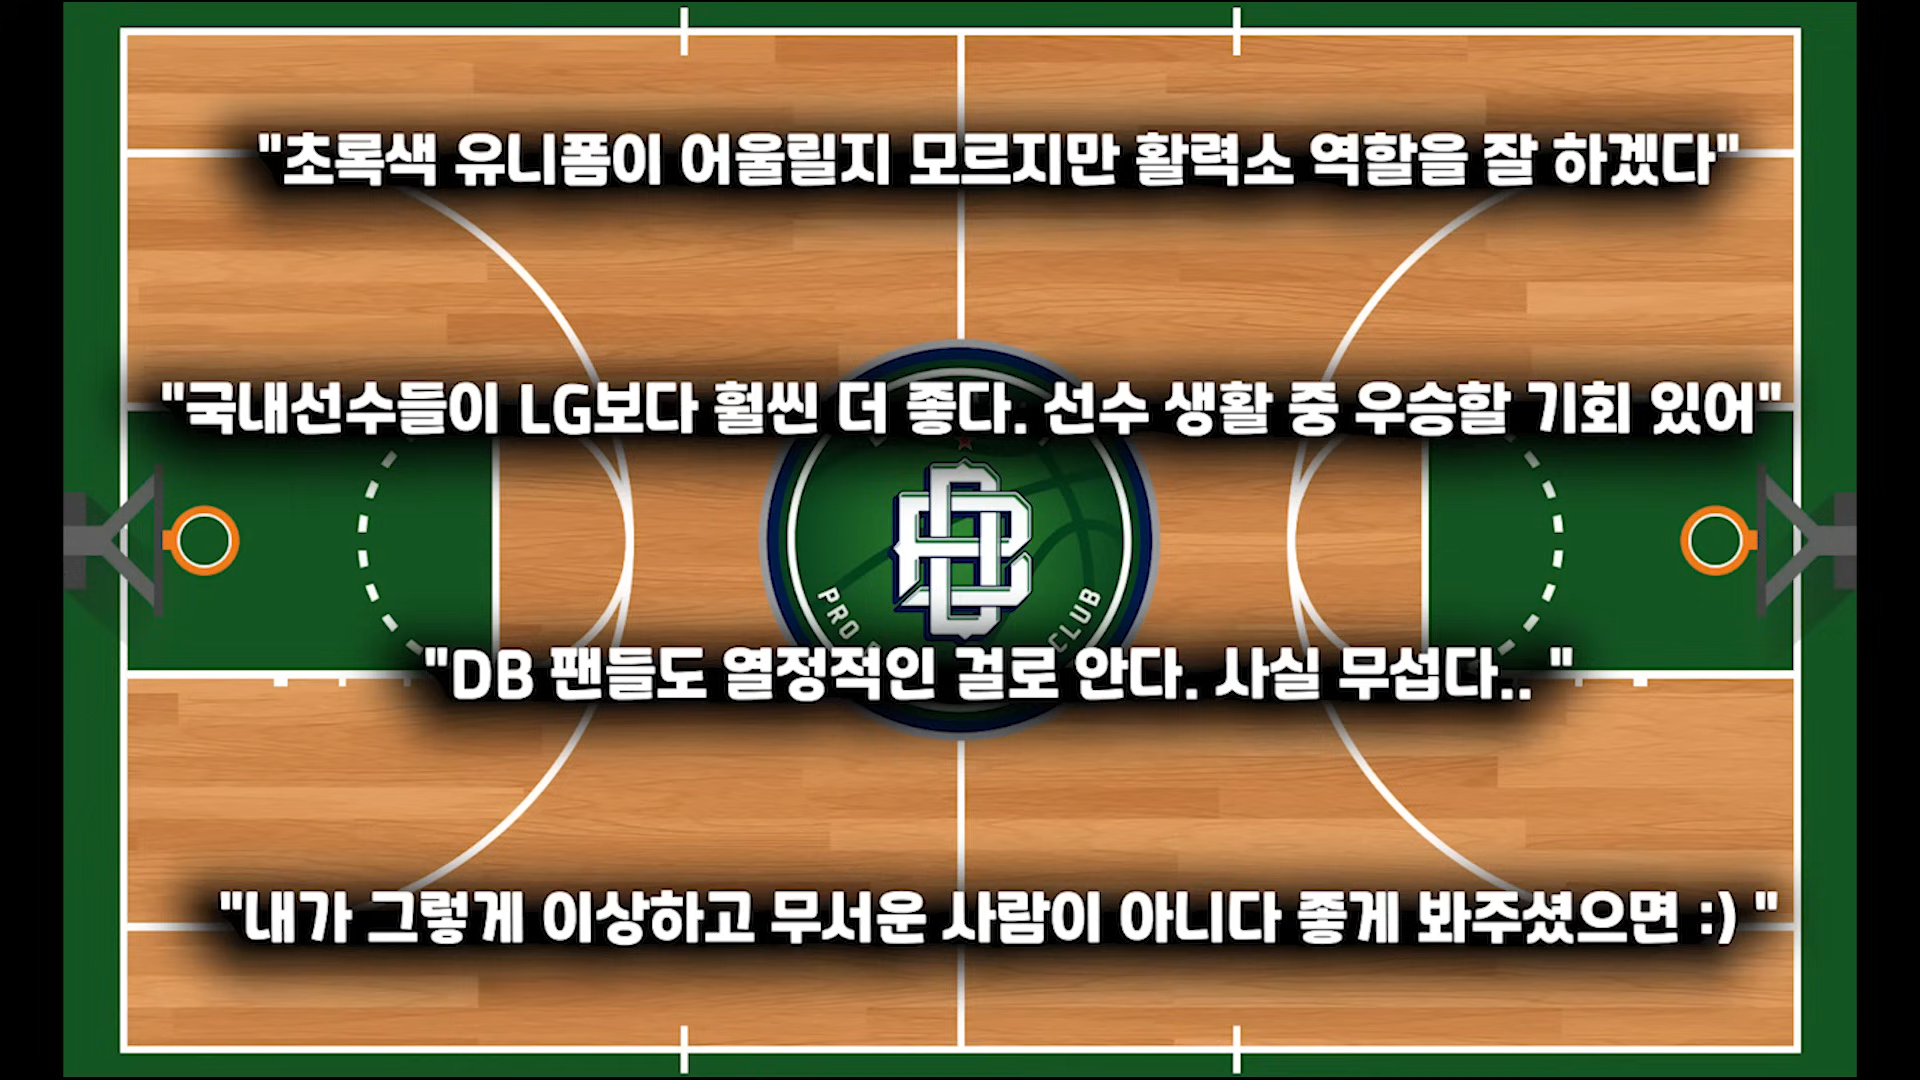 "초록색 유니폼이 어울릴지 모르지만 활력소 역할을 잘 하겠다"
"국내선수들이 LG보다 훨씬 더 좋다. 선수 생활 중 우승할 기회 있어"
DB
PRO CLUB
"DB 팬들도 열정적인 걸로 안다. 사실 무섭다.. "
"내가 그렇게 이상하고 무서운 사람이 아니다 좋게 봐주셨으면 :) "